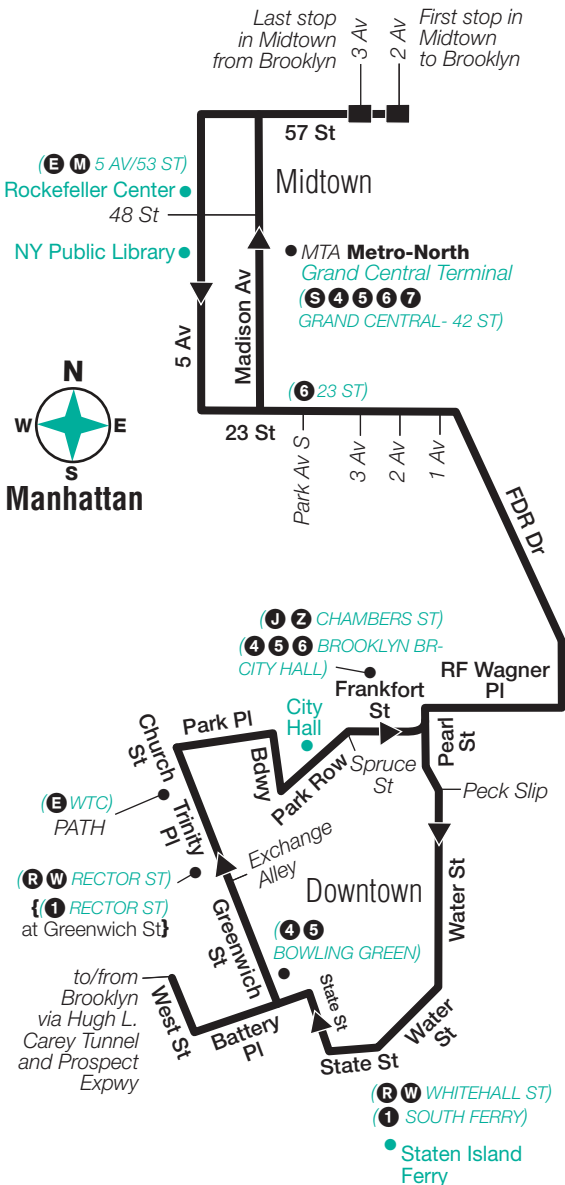 Last stop
in Midtown
from Brooklyn
3 Av
2 Av
First stop in
Midtown
to Brooklyn
57 St
(E M 5 AV/53 ST)
Rockefeller Center
Midtown
48 St
NY Public Library
MTA Metro-North
Grand Central Terminal
(S 4 5 6 7
GRAND CENTRAL- 42 ST)
5 Av
Madison Av
(6 23 ST)
23 St
Park Av S
3 Av
2 Av
1 Av
N
W E
S
Manhattan
FDR Dr
(J Z CHAMBERS ST)
(4 5 6 BROOKLYN BR-
CITY HALL)
Frankfort
St
RF Wagner
Pl
City
Hall
Park Pl
Church
St
Bdwy
Park Row
Spruce
St
Pearl
St
Peck Slip
(E WTC)
PATH
Trinity
Pl
Exchange
Alley
(R W RECTOR ST)
{(1 RECTOR ST)
at Greenwich St}
Greenwich
St
Downtown
Water St
(4 5
BOWLING GREEN)
to/from
Brooklyn
via Hugh L.
Carey Tunnel
and Prospect
Expwy
West St
Battery
Pl
State St
State St
Water
St
(R W WHITEHALL ST)
(1 SOUTH FERRY)
Staten Island
Ferry